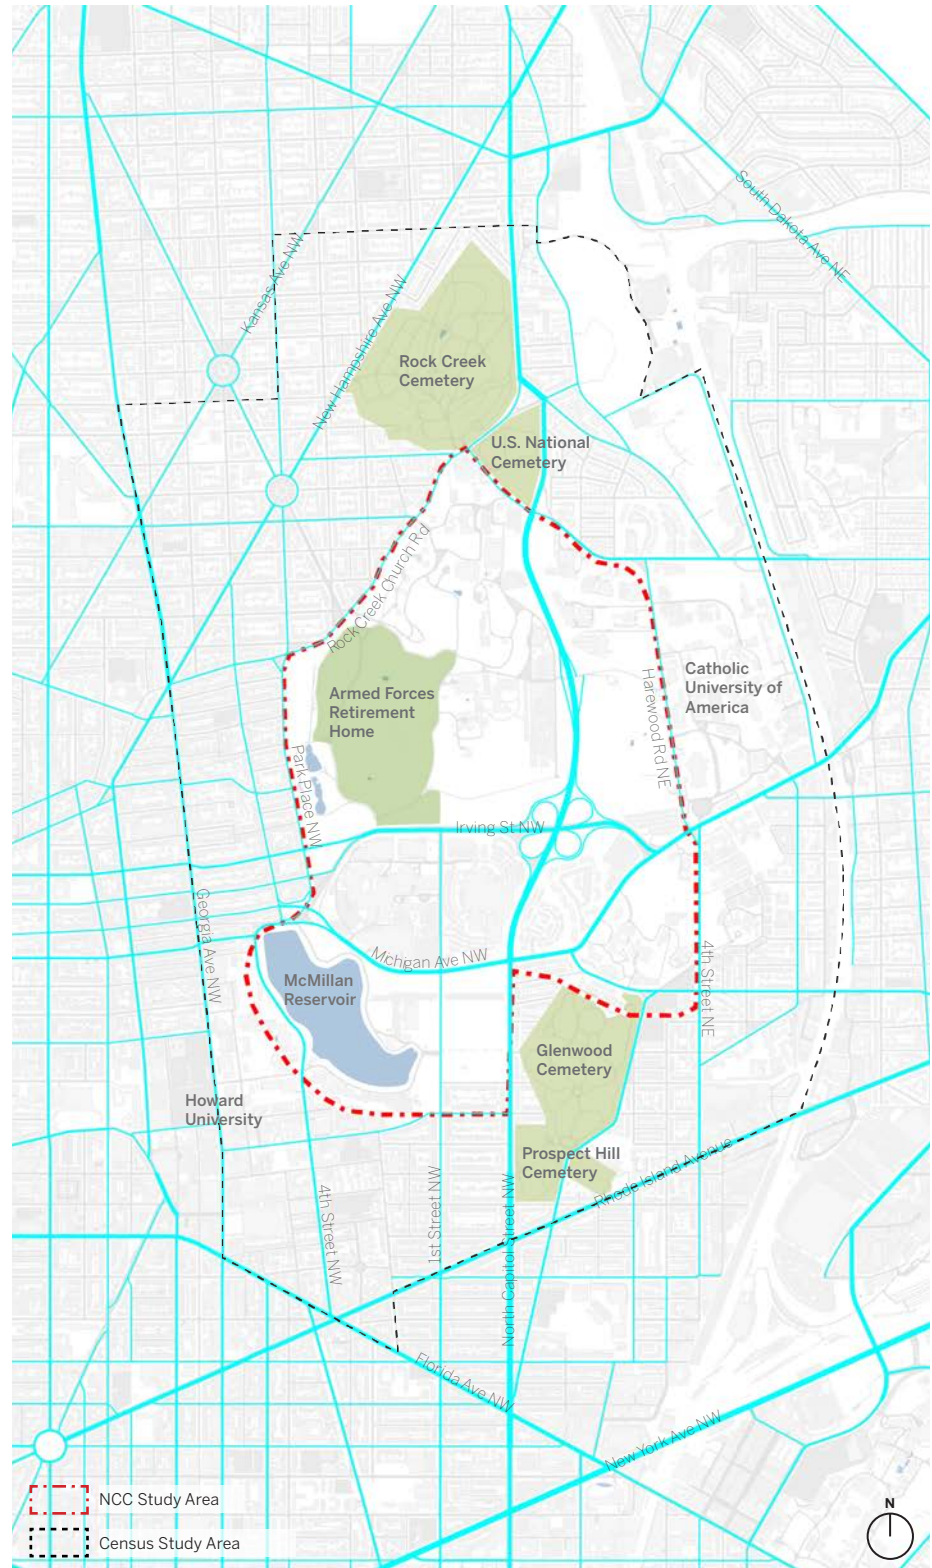 South Dakota Ave NE
Kansas Ave NW
New Hampshire Ave NW
Rock Creek
Cemetery
U.S. National
Cemetery
Rock Creek Church Rd
Armed Forces
Retirement
Home
Catholic
University of
America
Harewood Rd NE
Park Place NW
Irving St NW
Georgia Ave NW
Michigan Ave NW
4th Street NE
McMillan
Reservoir
Glenwood
Cemetery
Howard
University
Prospect Hill
Cemetery
Rhode Island Avenue
4th Street NW
1st Street NW
North Capitol Street NW
Florida Ave NW
New York Ave NW
NCC Study Area
Census Study Area
N